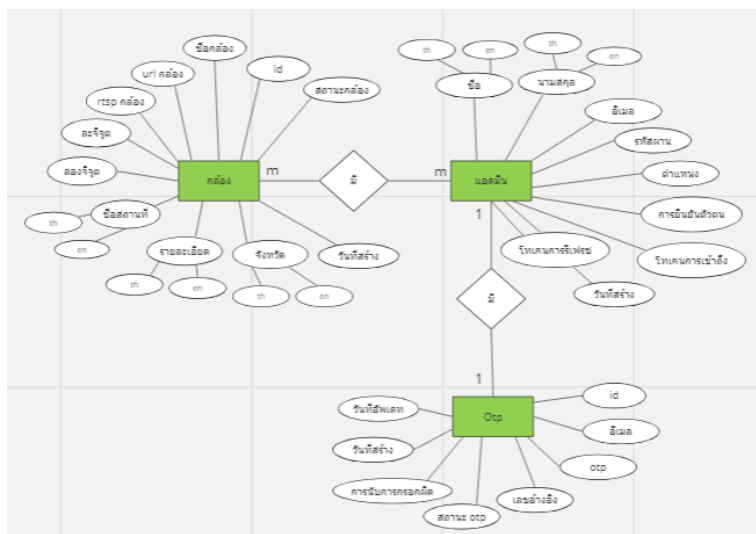 ชื่อกล้อง
id
url กล้อง
สถานะกล้อง
rtsp กล้อง
ละจิจูด
ลองจิจูด
กล้อง
m
มี
m
แอดมิน
th
en
ชื่อ
th
en
นามสกุล
อีเมล
รหัสผ่าน
ตำแหน่ง
การยืนยันตัวตน
โทเคนการเข้าถึง
โทเคนการรีเฟรช
วันที่สร้าง
ชื่อสถานที่
th
en
รายละเอียด
th
en
จังหวัด
th
en
วันที่สร้าง
1
มี
1
Otp
id
อีเมล
otp
เลขอ้างอิง
สถานะ otp
การนับการกรอกผิด
วันที่สร้าง
วันที่อัพเดท